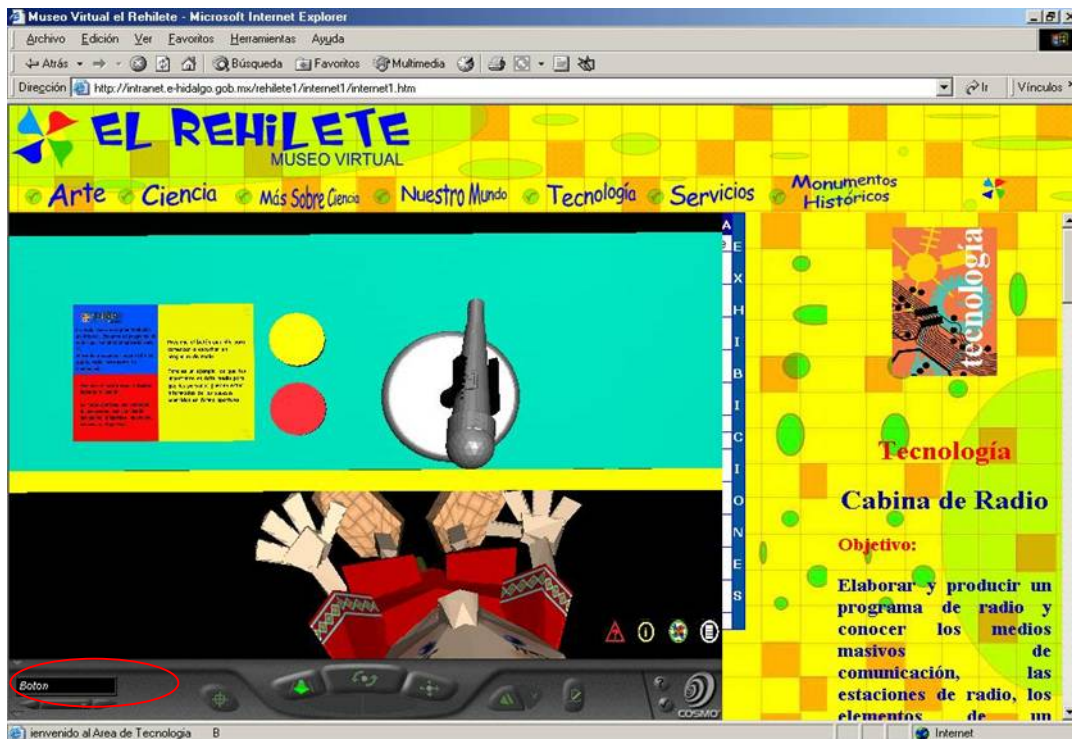 Museo Virtual el Rehilete - Microsoft Internet Explorer
Archivo Edición Ver Favoritos Herramientas Ayuda
Atrás Búsqueda Favoritos Multimedia
Dirección http://intranet.e-hidalgo.gob.mx/rehilete1/internet1/internet1.htm Ir Vínculos
EL REHiLETE
MUSEO VIRTUAL
Arte Ciencia Más Sobre Ciencia Nuestro Mundo Tecnología Servicios Monumentos Históricos
EXHIBICIONES
tecnología
Tecnología
Cabina de Radio
Objetivo:
Elaborar y producir un
programa de radio y
conocer los medios
masivos de
comunicación, las
estaciones de radio, los
elementos de un
Boton
COSMO
ienvenido al Area de Tecnologia B
Internet